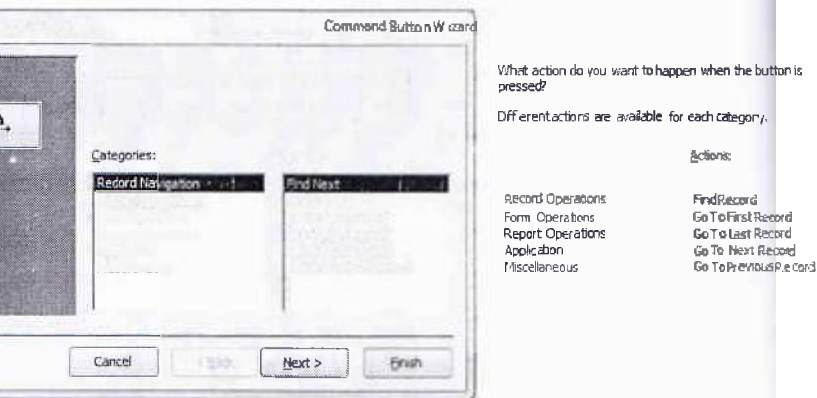 Command Button Wizard
What action do you want to happen when the button is
pressed?
Different actions are available for each category.
Categories:
Actions:
Record Navigation
Find Next
Record Operations
Find Record
Form Operations
Go To First Record
Report Operations
Go To Last Record
Application
Go To Next Record
Miscellaneous
Go To Previous Record
Cancel
Next >
Finish